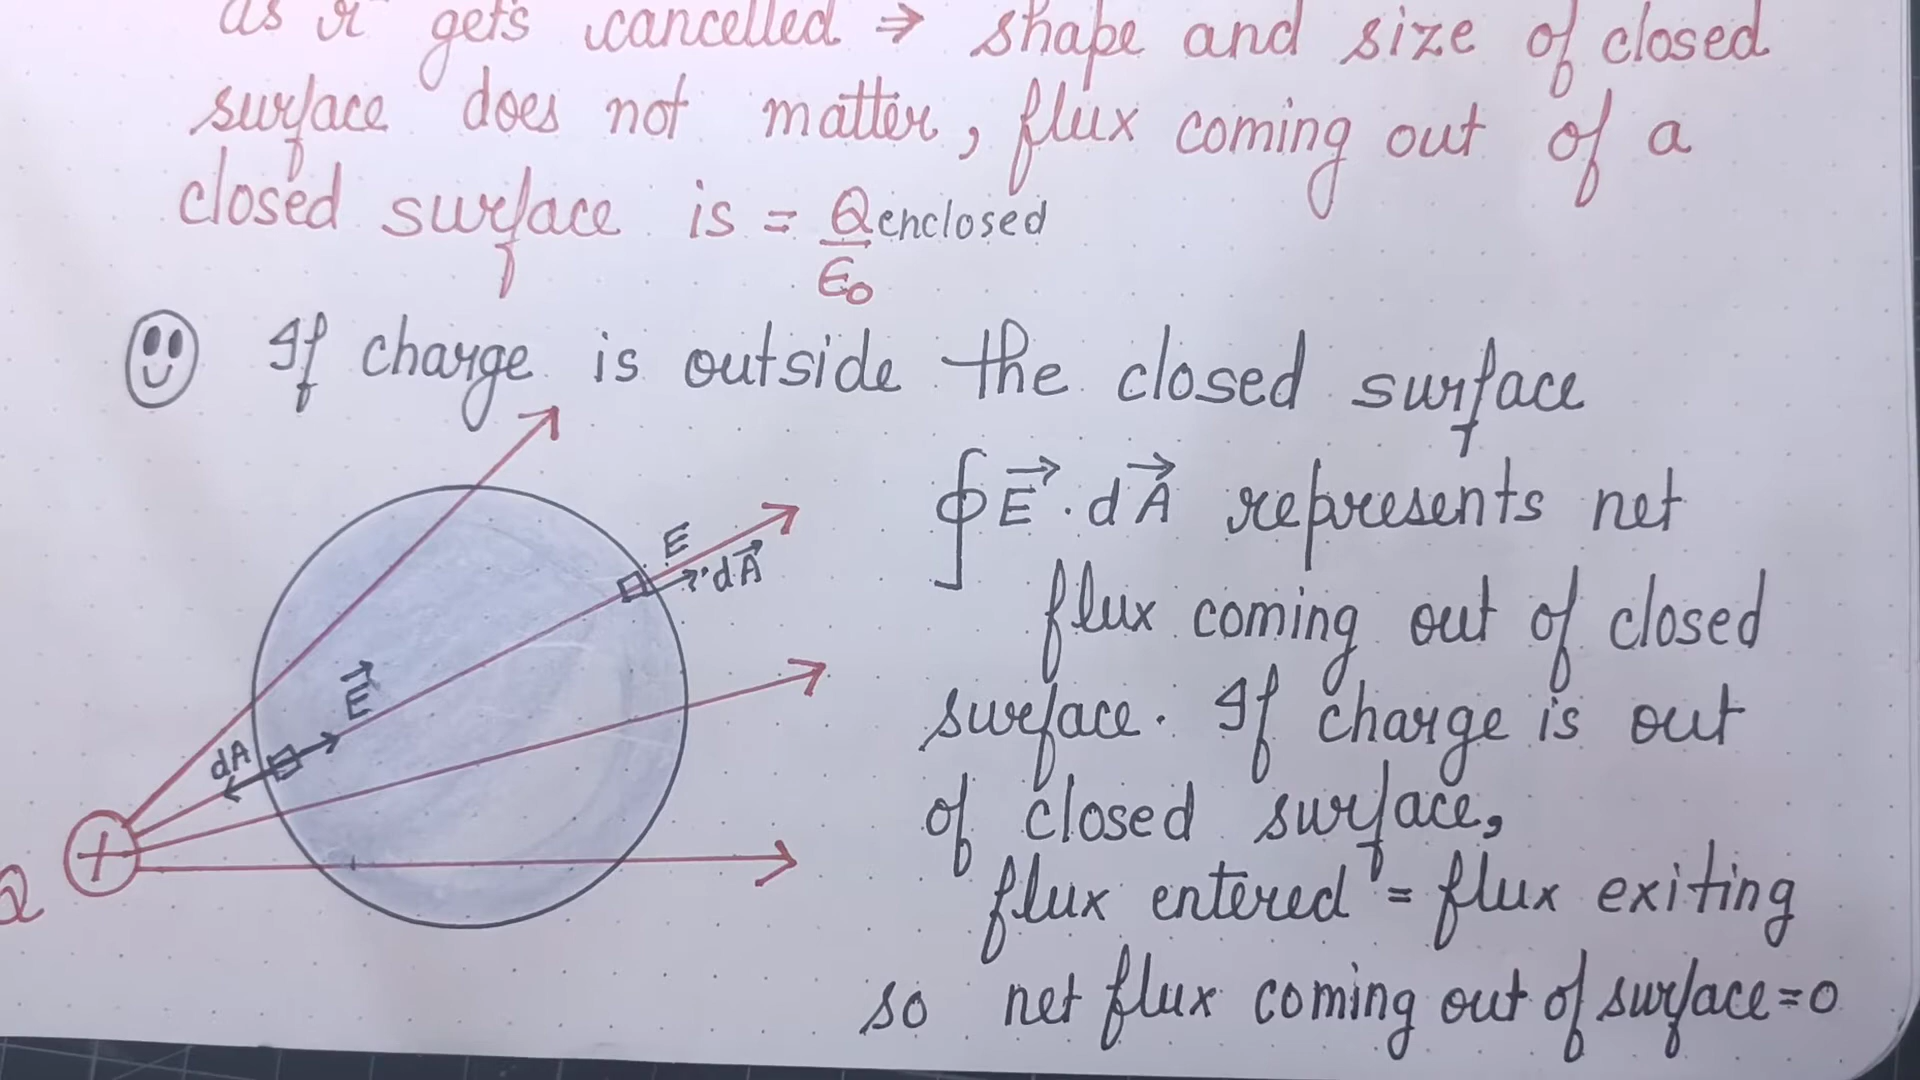 as r gets cancelled ⇒ shape and size of closed
surface does not matter, flux coming out of a
closed surface is = Qenclosed
ϵ₀
If charge is outside the closed surface
∮E⃗ · dA⃗ represents net
flux coming out of closed
surface. If charge is out
of closed surface,
flux entered = flux exiting
so net flux coming out of surface = 0
E
dA⃗
E⃗
dA
+
Q